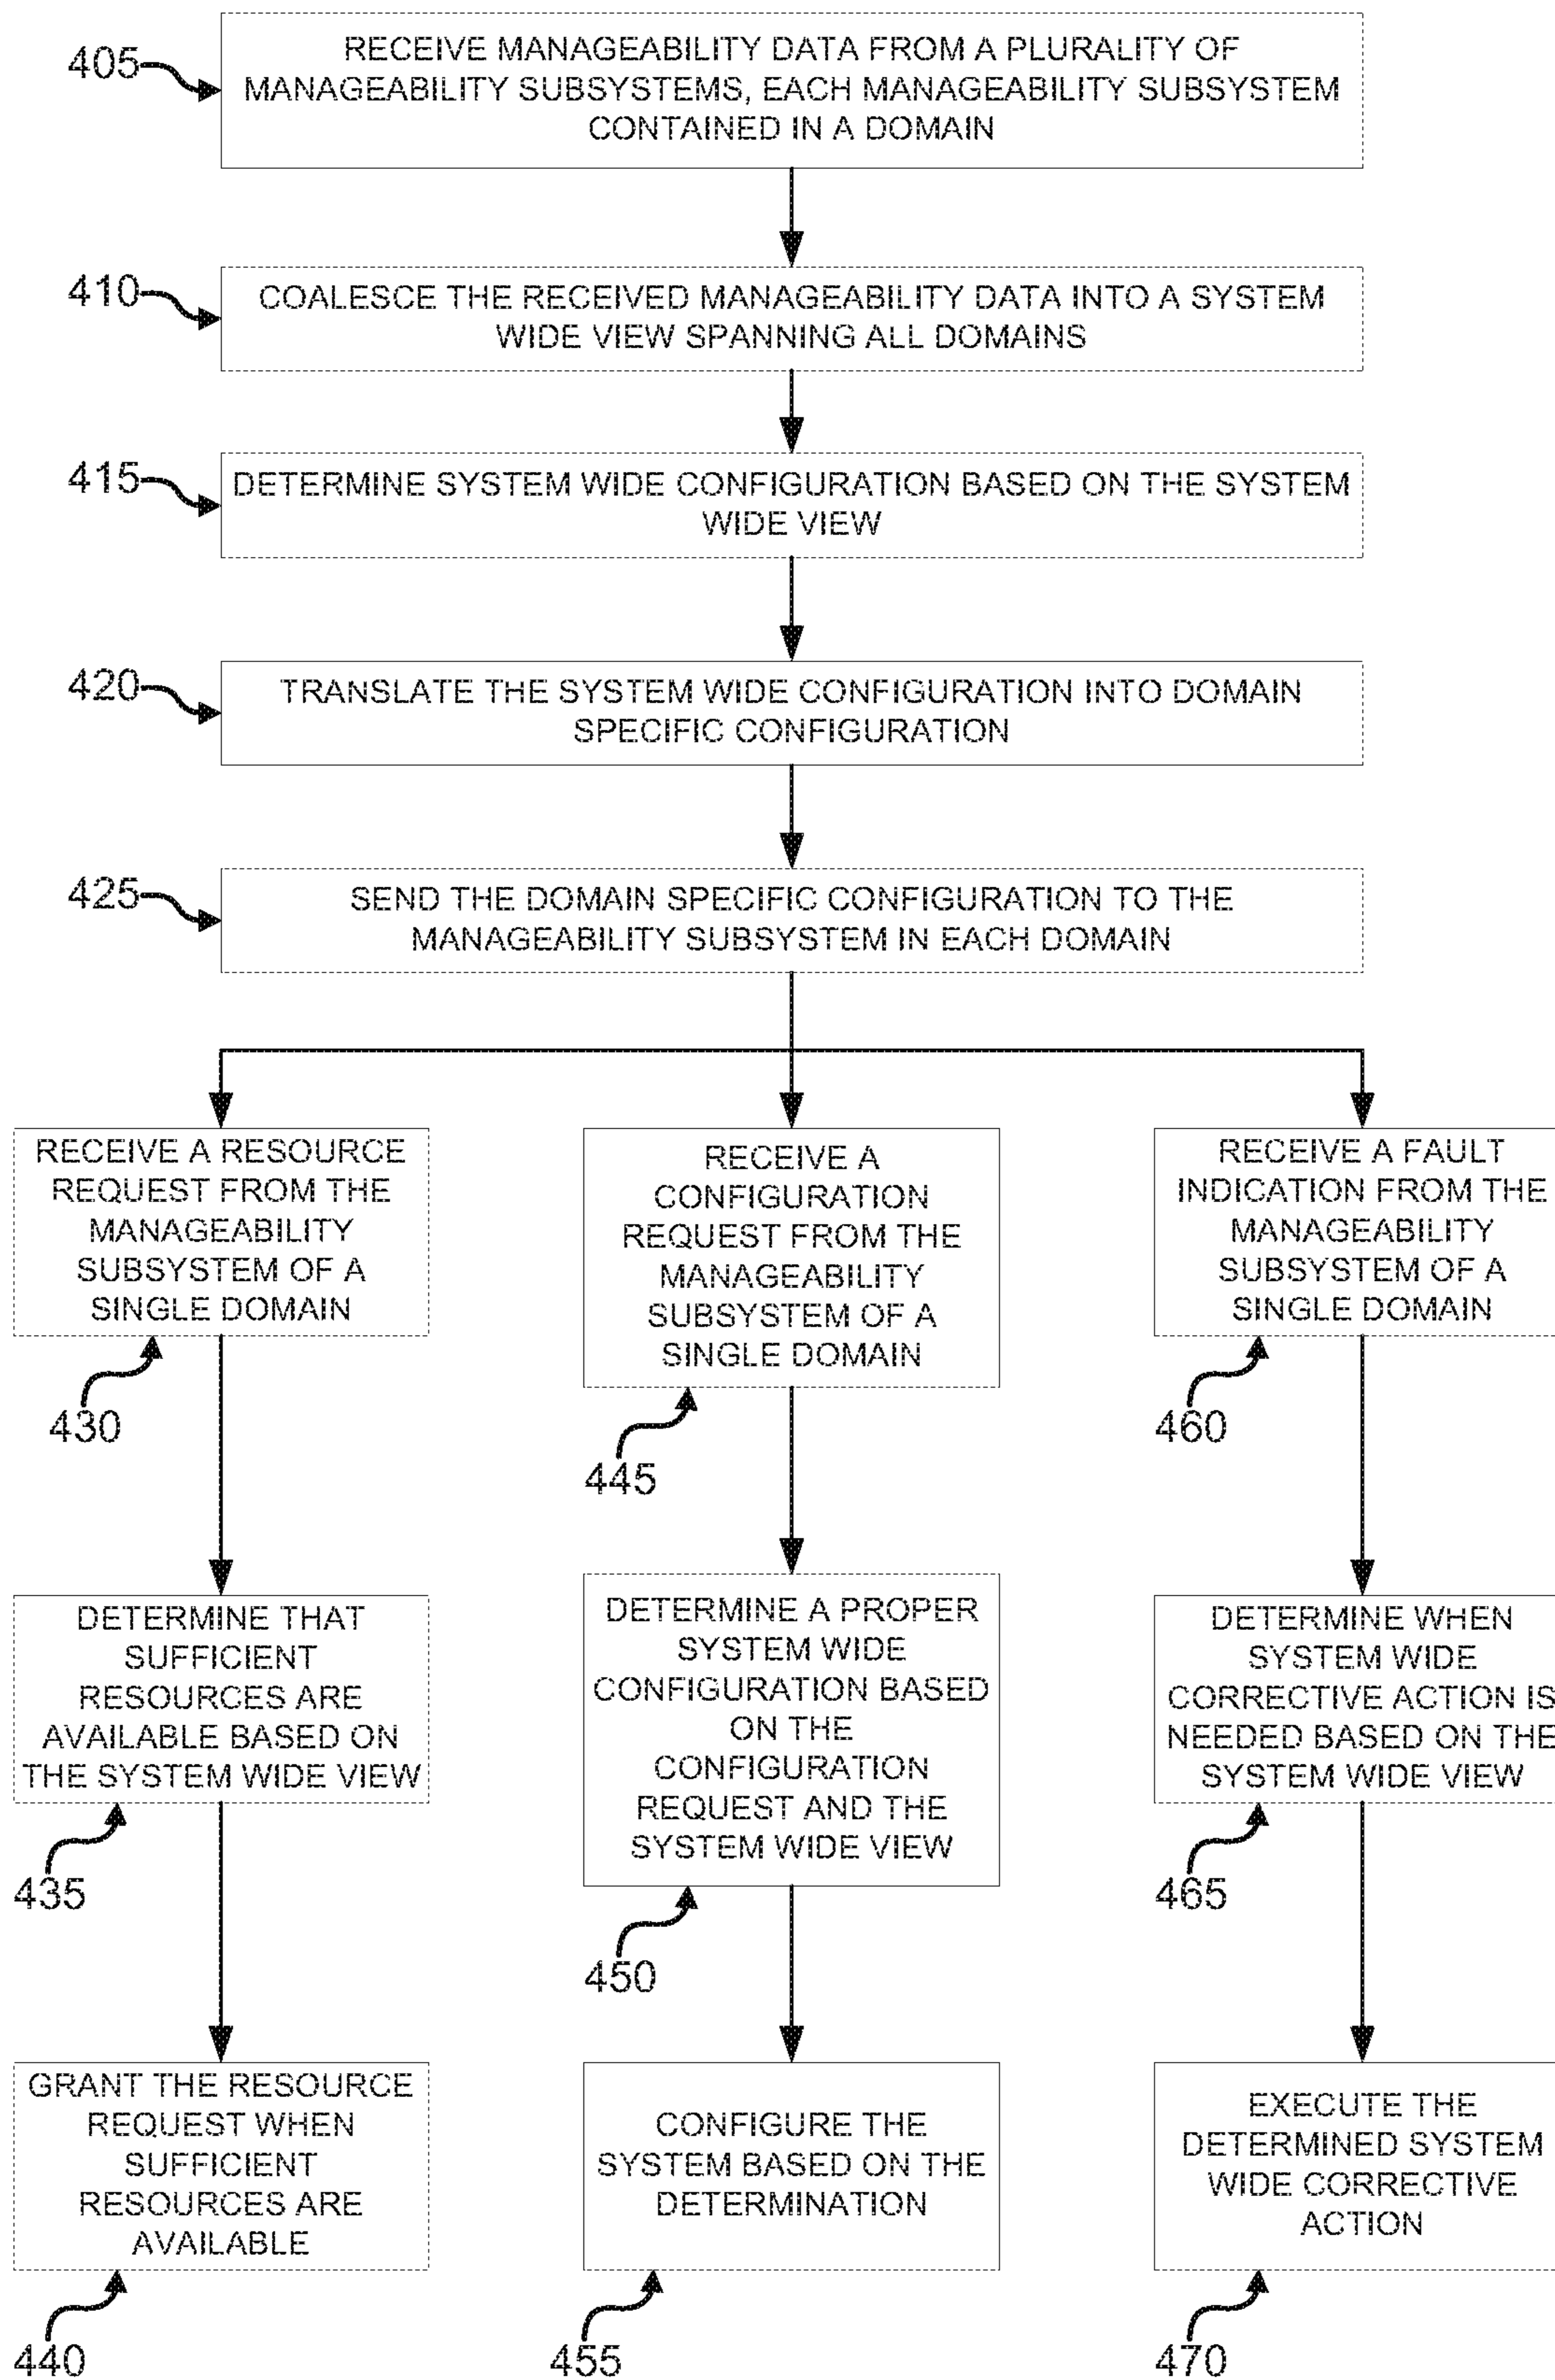 405
RECEIVE MANAGEABILITY DATA FROM A PLURALITY OF
MANAGEABILITY SUBSYSTEMS, EACH MANAGEABILITY SUBSYSTEM
CONTAINED IN A DOMAIN
410
COALESCE THE RECEIVED MANAGEABILITY DATA INTO A SYSTEM
WIDE VIEW SPANNING ALL DOMAINS
415
DETERMINE SYSTEM WIDE CONFIGURATION BASED ON THE SYSTEM
WIDE VIEW
420
TRANSLATE THE SYSTEM WIDE CONFIGURATION INTO DOMAIN
SPECIFIC CONFIGURATION
425
SEND THE DOMAIN SPECIFIC CONFIGURATION TO THE
MANAGEABILITY SUBSYSTEM IN EACH DOMAIN
RECEIVE A RESOURCE
REQUEST FROM THE
MANAGEABILITY
SUBSYSTEM OF A
SINGLE DOMAIN
430
DETERMINE THAT
SUFFICIENT
RESOURCES ARE
AVAILABLE BASED ON
THE SYSTEM WIDE VIEW
435
GRANT THE RESOURCE
REQUEST WHEN
SUFFICIENT
RESOURCES ARE
AVAILABLE
440
RECEIVE A
CONFIGURATION
REQUEST FROM THE
MANAGEABILITY
SUBSYSTEM OF A
SINGLE DOMAIN
445
DETERMINE A PROPER
SYSTEM WIDE
CONFIGURATION BASED
ON THE
CONFIGURATION
REQUEST AND THE
SYSTEM WIDE VIEW
450
CONFIGURE THE
SYSTEM BASED ON THE
DETERMINATION
455
RECEIVE A FAULT
INDICATION FROM THE
MANAGEABILITY
SUBSYSTEM OF A
SINGLE DOMAIN
460
DETERMINE WHEN
SYSTEM WIDE
CORRECTIVE ACTION IS
NEEDED BASED ON THE
SYSTEM WIDE VIEW
465
EXECUTE THE
DETERMINED SYSTEM
WIDE CORRECTIVE
ACTION
470